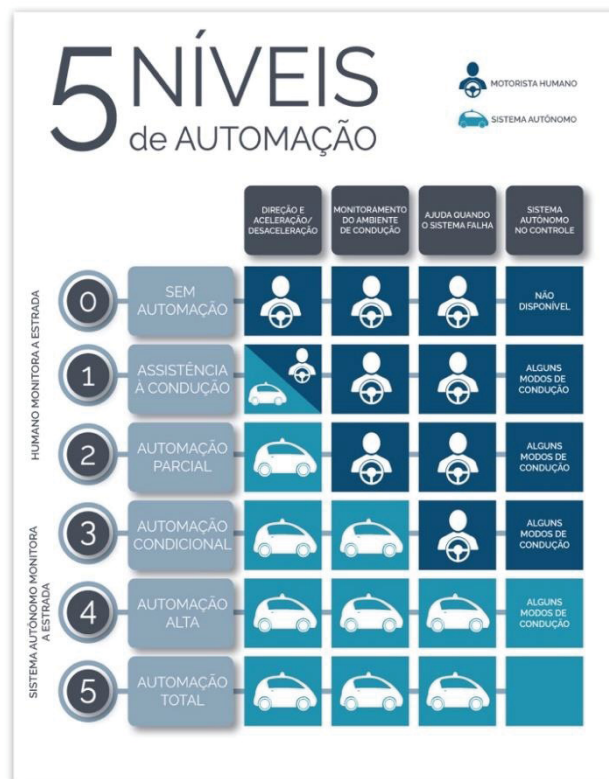 5 NÍVEIS
de AUTOMAÇÃO
MOTORISTA HUMANO
SISTEMA AUTÓNOMO
DIREÇÃO E
ACELERAÇÃO/
DESACELERAÇÃO
MONITORAMENTO
DO AMBIENTE
DE CONDUÇÃO
AJUDA QUANDO
O SISTEMA FALHA
SISTEMA
AUTÓNOMO
NO CONTROLE
HUMANO MONITORA A ESTRADA
0
SEM
AUTOMAÇÃO
NÃO
DISPONÍVEL
1
ASSISTÊNCIA
À CONDUÇÃO
ALGUNS
MODOS DE
CONDUÇÃO
2
AUTOMAÇÃO
PARCIAL
ALGUNS
MODOS DE
CONDUÇÃO
SISTEMA AUTÓNOMO MONITORA
A ESTRADA
3
AUTOMAÇÃO
CONDICIONAL
ALGUNS
MODOS DE
CONDUÇÃO
4
AUTOMAÇÃO
ALTA
ALGUNS
MODOS DE
CONDUÇÃO
5
AUTOMAÇÃO
TOTAL